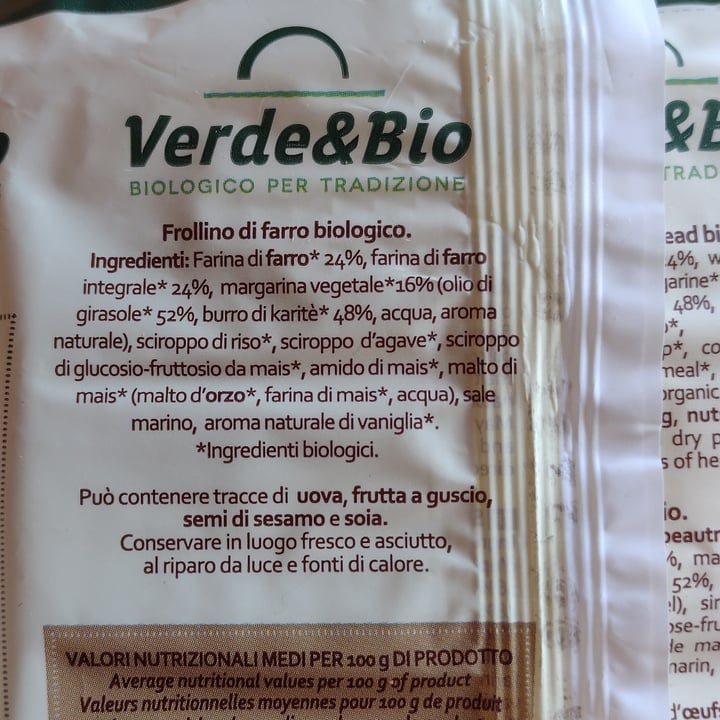 Verde&Bio
BIOLOGICO PER TRADIZIONE
Frollino di farro biologico.
Ingredienti: Farina di farro* 24%, farina di farro
integrale* 24%, margarina vegetale*16% (olio di
girasole* 52%, burro di karitè* 48%, acqua, aroma
naturale), sciroppo di riso*, sciroppo d'agave*, sciroppo
di glucosio-fruttosio da mais*, amido di mais*, malto di
mais* (malto d'orzo*, farina di mais*, acqua), sale
marino, aroma naturale di vaniglia*.
*Ingredienti biologici.
Può contenere tracce di uova, frutta a guscio,
semi di sesamo e soia.
Conservare in luogo fresco e asciutto,
al riparo da luce e fonti di calore.
VALORI NUTRIZIONALI MEDI PER 100 g DI PRODOTTO
Average nutritional values per 100 g of product
Valeurs nutritionnelles moyennes pour 100 g de produit
&B
TRAD
ead bi
4%, w
arine*
48%,
p*, co
meal*,
organic
g, nut
dry p
s of he
io.
%, ma
52%,
el), sir
ose-fru
de ma
marin,
d'œuf